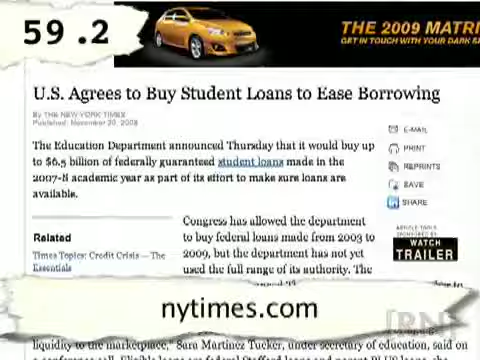 59 .2
THE 2009 MATRI
GET IN TOUCH WITH YOUR DARK S
U.S. Agrees to Buy Student Loans to Ease Borrowing
By THE NEW YORK TIMES
Published: November 20, 2008
E-MAIL
PRINT
REPRINTS
SAVE
SHARE
ARTICLE TOOLS
SPONSORED BY
WATCH
TRAILER
The Education Department announced Thursday that it would buy up
to $6.5 billion of federally guaranteed student loans made in the
2007-8 academic year as part of its effort to make sure loans are
available.
Related
Times Topics: Credit Crisis — The
Essentials
Congress has allowed the department
to buy federal loans made from 2003 to
2009, but the department has not yet
used the full range of its authority. The
nytimes.com
liquidity to the marketplace," Sara Martinez Tucker, under secretary of education, said on